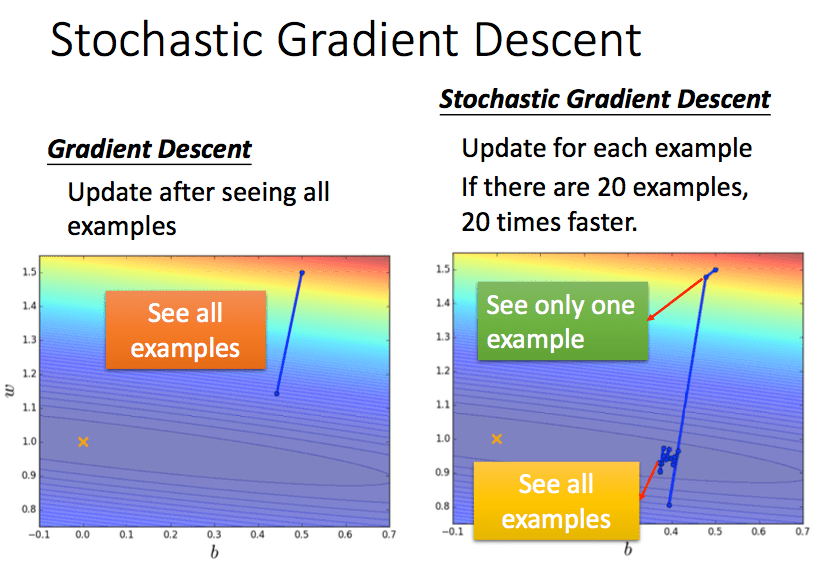 Stochastic Gradient Descent
Gradient Descent
Update after seeing all
examples
Stochastic Gradient Descent
Update for each example
If there are 20 examples,
20 times faster.
See all
examples
1.5
1.4
1.3
1.2
1.1
1.0
0.9
0.8
w
−0.1 0.0 0.1 0.2 0.3 0.4 0.5 0.6 0.7
b
See only one
example
See all
examples
1.5
1.4
1.3
1.2
1.1
1.0
0.9
0.8
−0.1 0.4 0.5 0.6 0.7
b